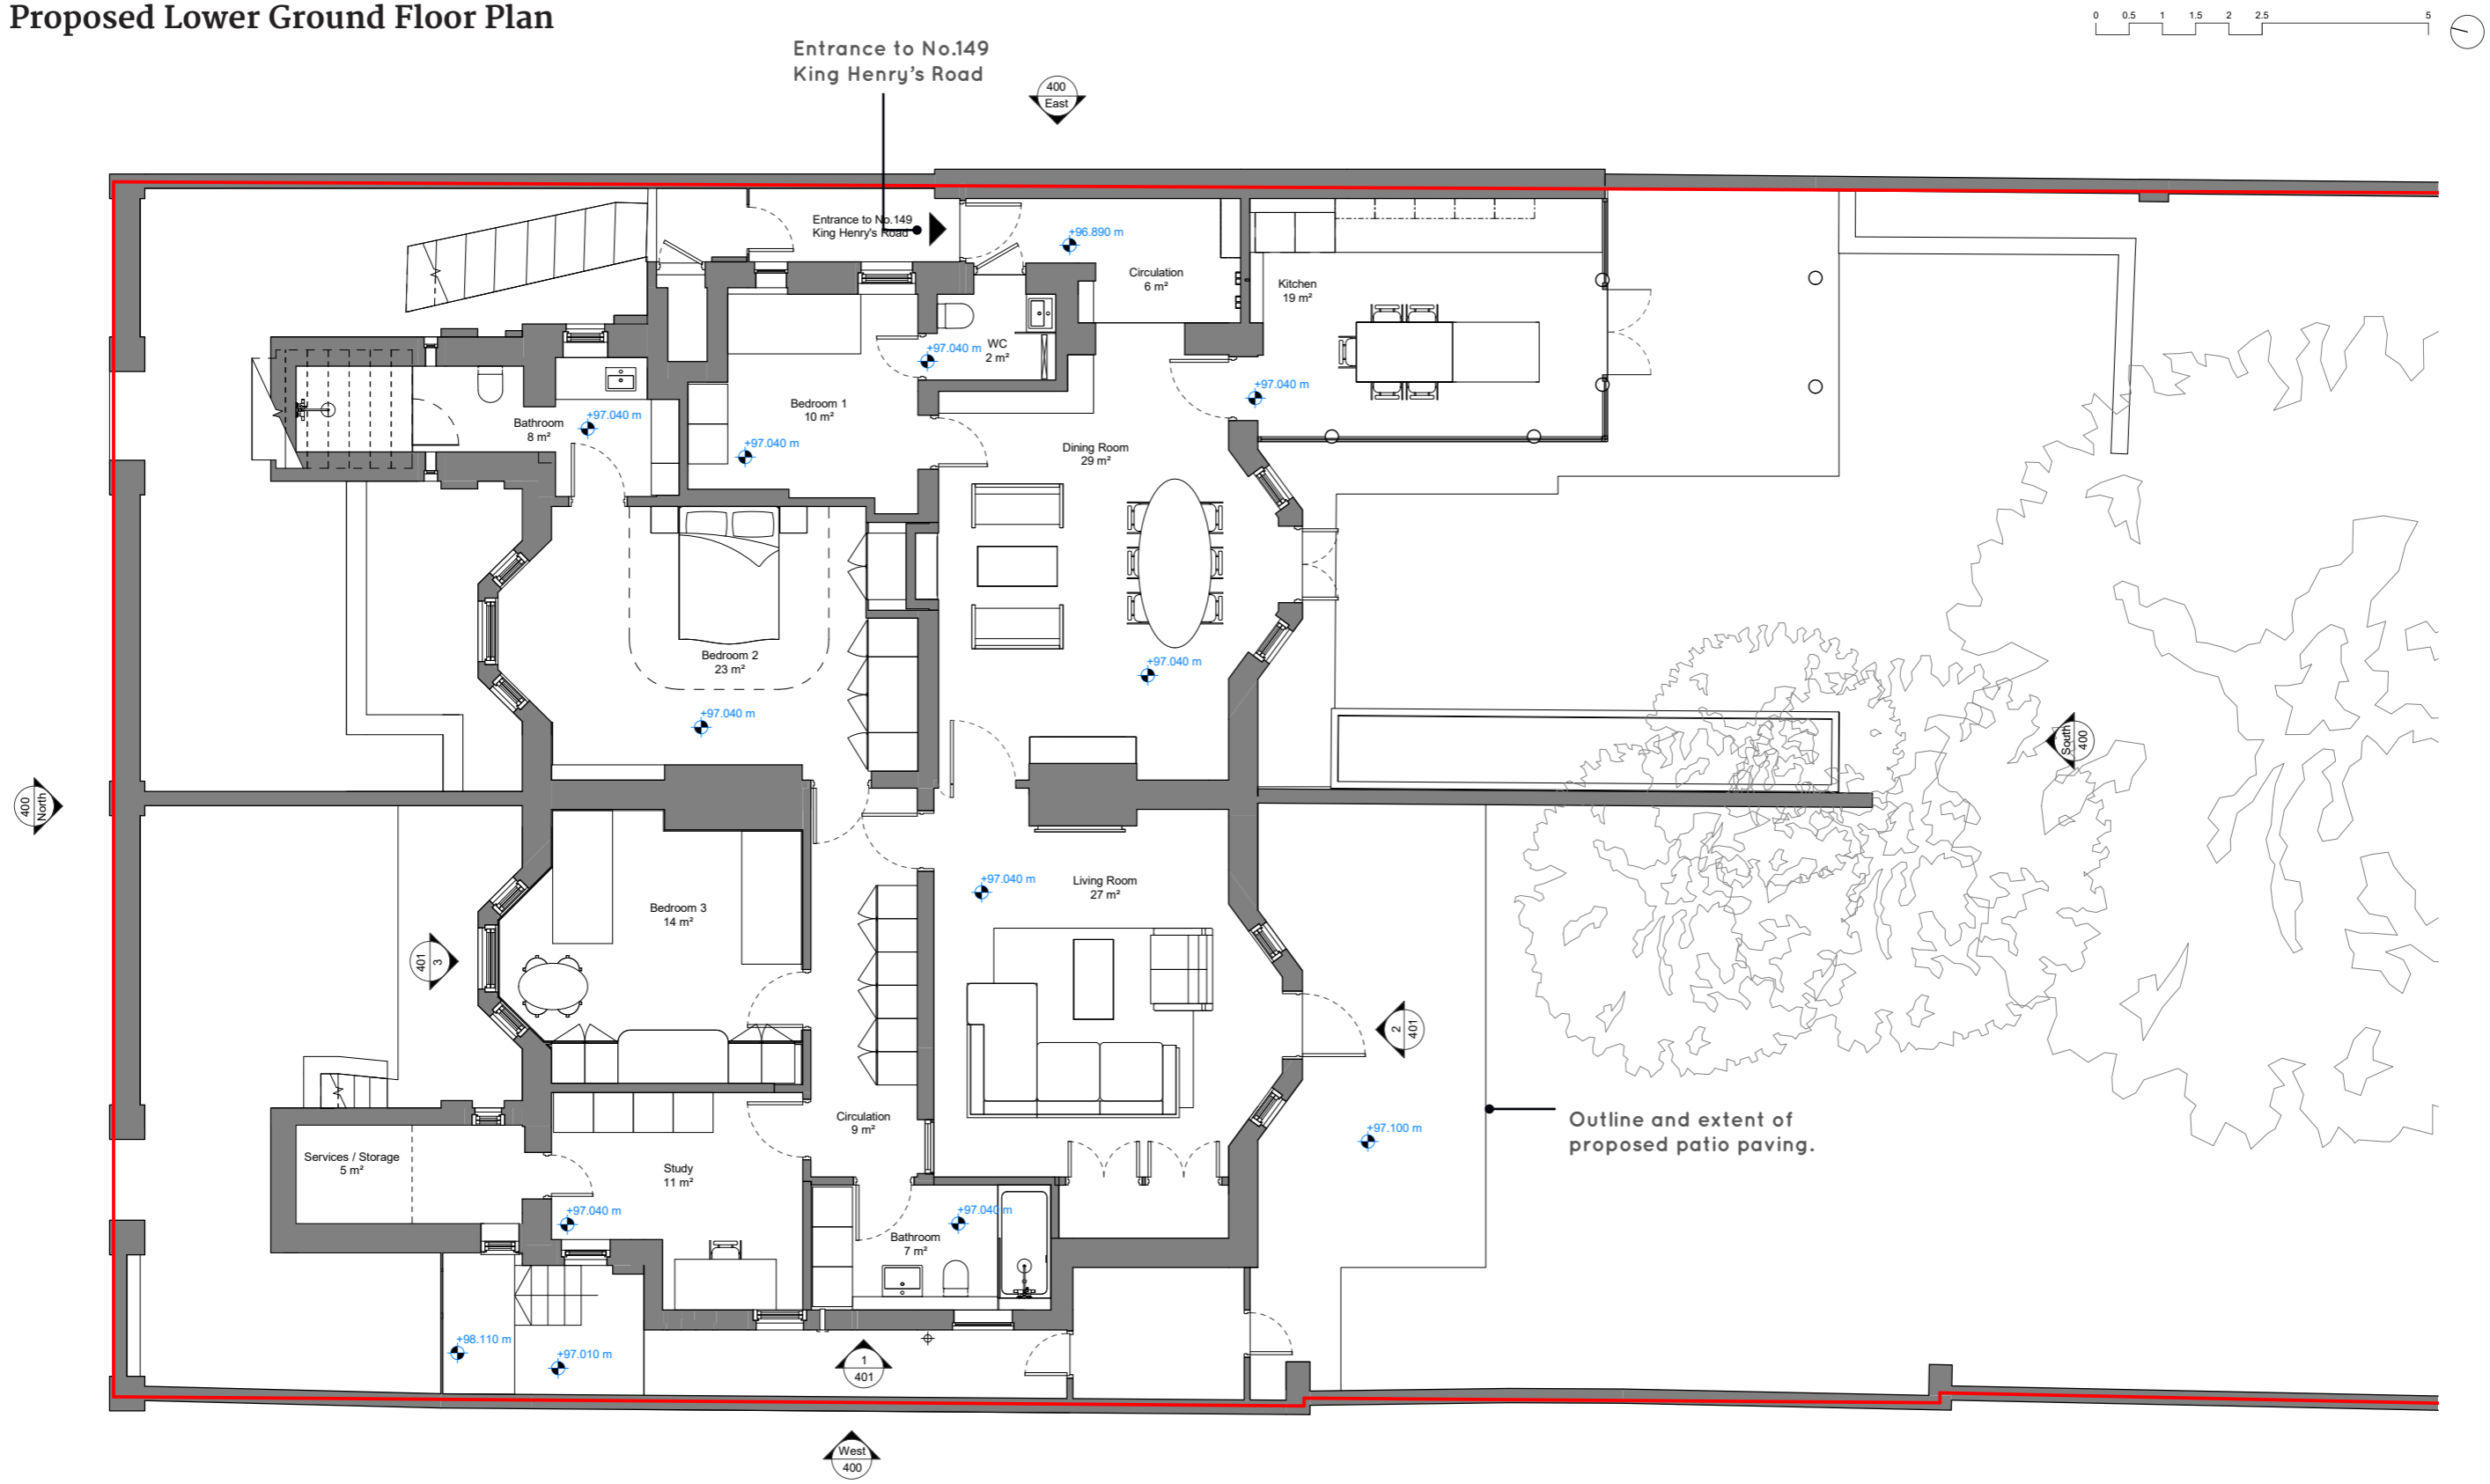 Proposed Lower Ground Floor Plan
0 0.5 1 1.5 2 2.5 5
Entrance to No.149
King Henry's Road
400
East
Entrance to No.149
King Henry's Road
+96.890 m
Circulation
6 m²
Kitchen
19 m²
WC
2 m²
+97.040 m
+97.040 m
Bedroom 1
10 m²
+97.040 m
Bathroom
8 m²
+97.040 m
Dining Room
29 m²
Bedroom 2
23 m²
+97.040 m
+97.040 m
South
400
400
North
Bedroom 3
14 m²
+97.040 m
Living Room
27 m²
401
3
2
401
Circulation
9 m²
Outline and extent of
proposed patio paving.
+97.100 m
Services / Storage
5 m²
Study
11 m²
+97.040 m
+97.040 m
Bathroom
7 m²
+98.110 m
+97.010 m
1
401
West
400